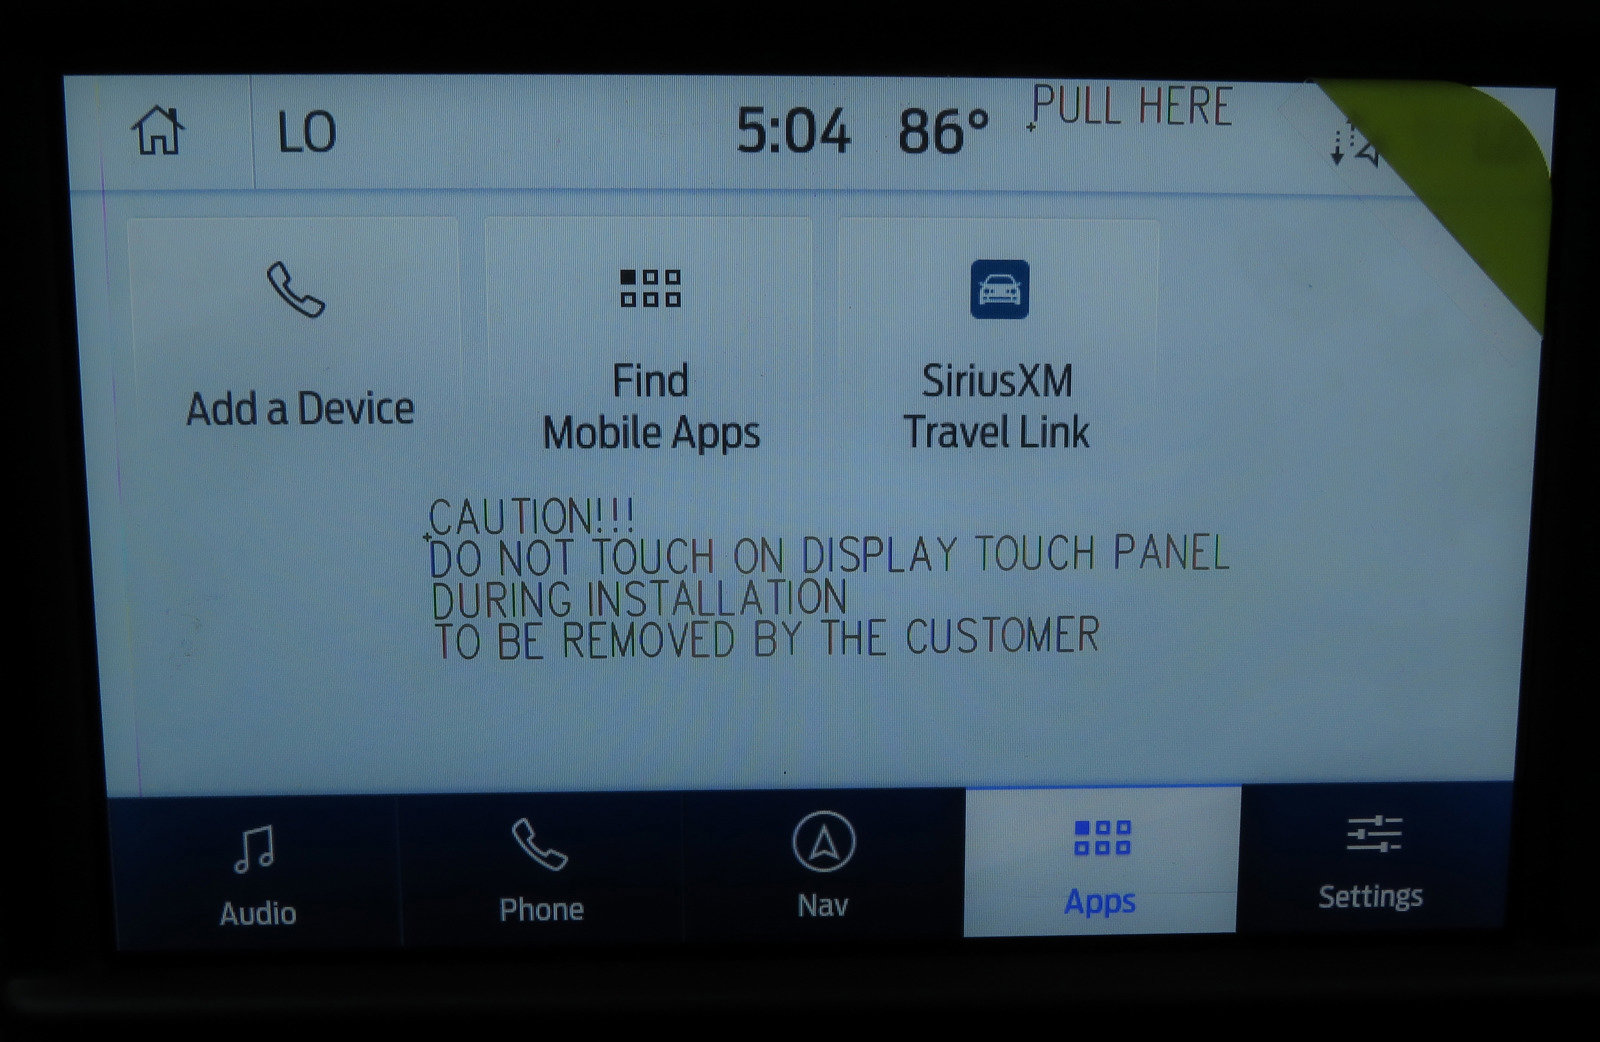 LO
5:04
86°
PULL HERE
Add a Device
Find
Mobile Apps
SiriusXM
Travel Link
CAUTION!!!
DO NOT TOUCH ON DISPLAY TOUCH PANEL
DURING INSTALLATION
TO BE REMOVED BY THE CUSTOMER
Audio
Phone
Nav
Apps
Settings